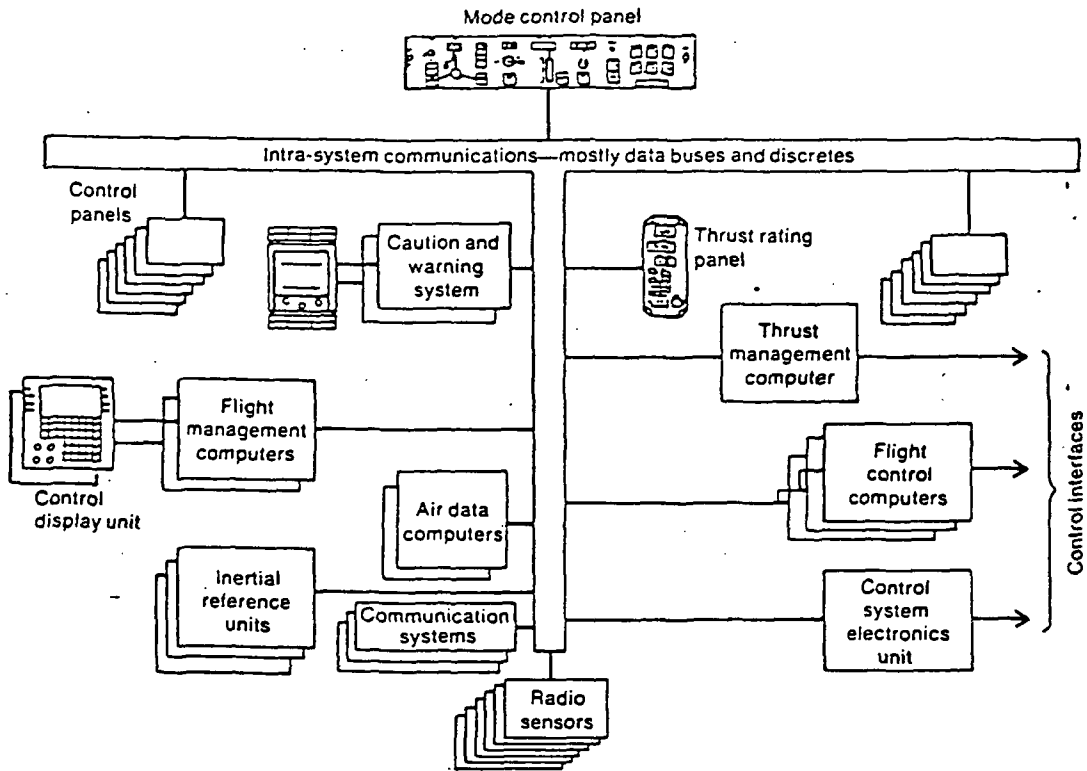 Mode control panel
Intra-system communications—mostly data buses and discretes
Control
panels
Caution and
warning
system
Thrust rating
panel
Thrust
management
computer
Flight
management
computers
Control
display unit
Air data
computers
Flight
control
computers
Inertial
reference
units
Communication
systems
Control
system
electronics
unit
Radio
sensors
Control interfaces